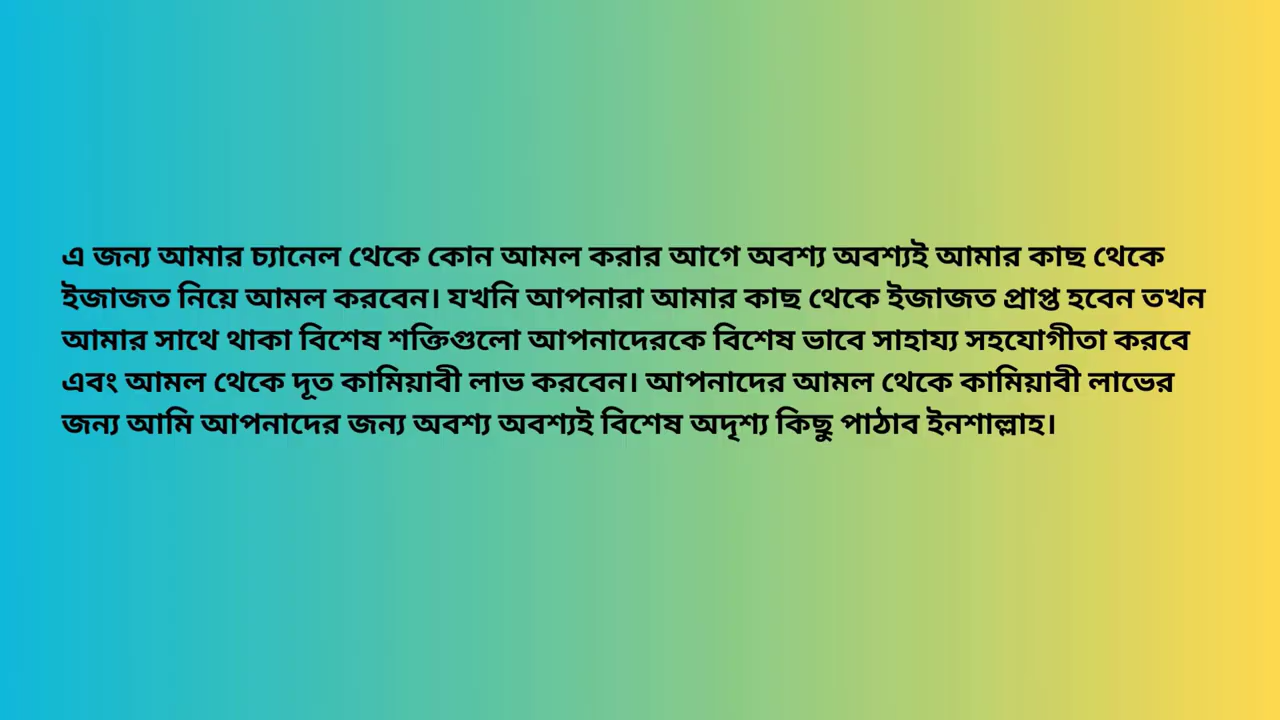 এ জন্য আমার চ্যানেল থেকে কোন আমল করার আগে অবশ্য অবশ্যই আমার কাছ থেকে
ইজাজত নিয়ে আমল করবেন। যখনি আপনারা আমার কাছ থেকে ইজাজত প্রাপ্ত হবেন তখন
আমার সাথে থাকা বিশেষ শক্তিগুলো আপনাদেরকে বিশেষ ভাবে সাহায্য সহযোগীতা করবে
এবং আমল থেকে দূত কামিয়াবী লাভ করবেন। আপনাদের আমল থেকে কামিয়াবী লাভের
জন্য আমি আপনাদের জন্য অবশ্য অবশ্যই বিশেষ অদৃশ্য কিছু পাঠাব ইনশাল্লাহ।